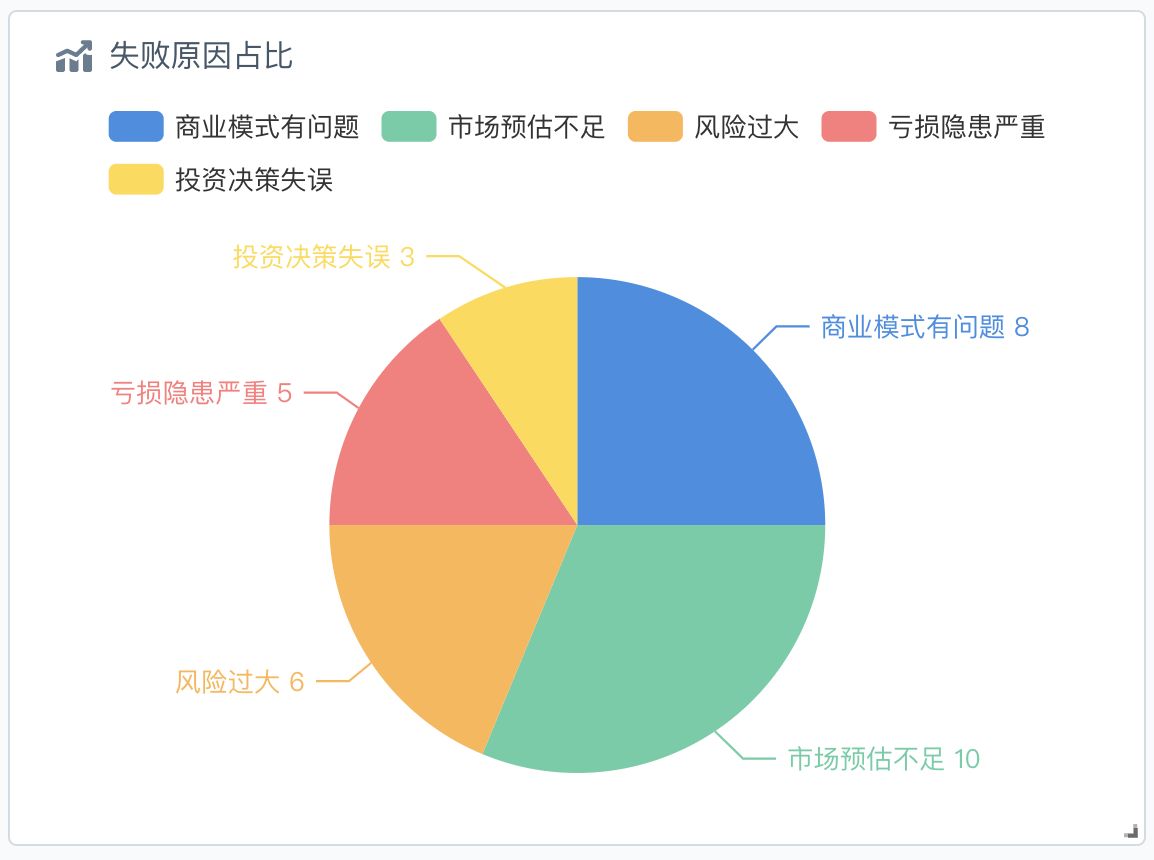 失败原因占比
商业模式有问题 市场预估不足 风险过大 亏损隐患严重
投资决策失误
投资决策失误 3
商业模式有问题 8
亏损隐患严重 5
风险过大 6
市场预估不足 10